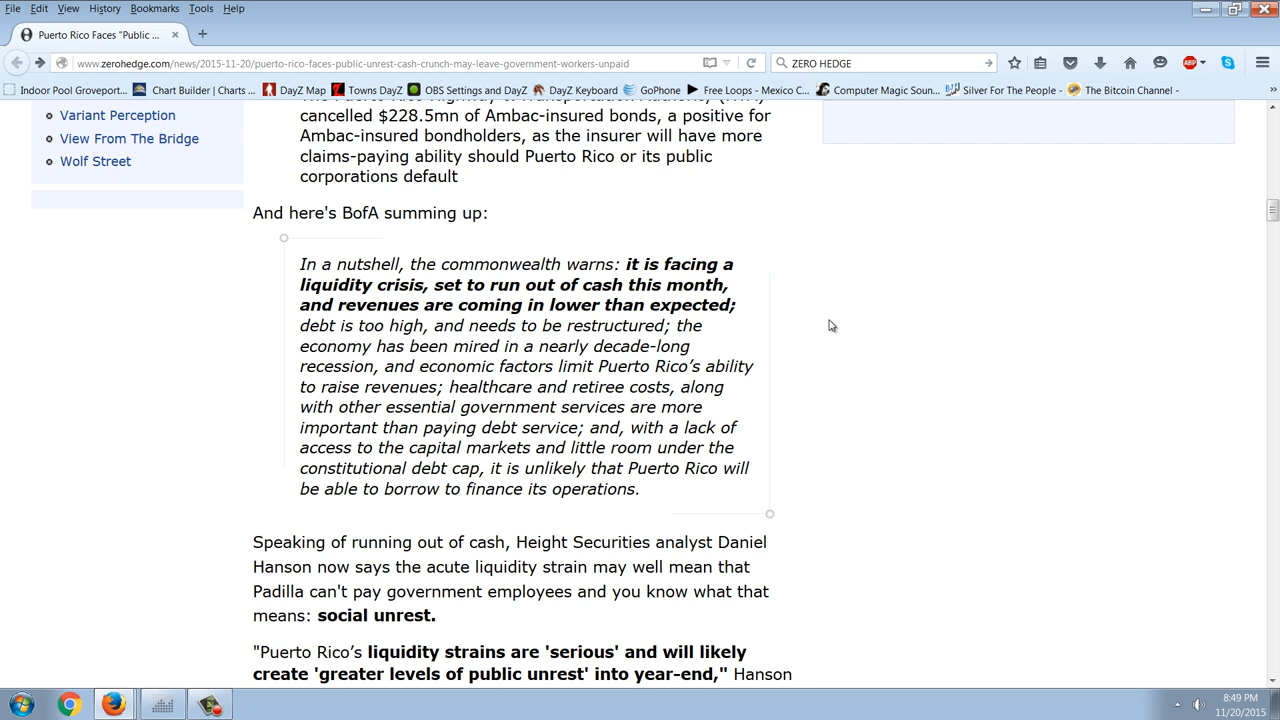 File Edit View History Bookmarks Tools Help
Puerto Rico Faces "Public ...
www.zerohedge.com/news/2015-11-20/puerto-rico-faces-public-unrest-cash-crunch-may-leave-government-workers-unpaid
ZERO HEDGE
ABP
Indoor Pool Groveport... Chart Builder | Charts ... DayZ Map Towns DayZ OBS Settings and DayZ DayZ Keyboard GoPhone Free Loops - Mexico C... Computer Magic Soun... Silver For The People - ... The Bitcoin Channel - ...
Variant Perception
View From The Bridge
Wolf Street
cancelled $228.5mn of Ambac-insured bonds, a positive for
Ambac-insured bondholders, as the insurer will have more
claims-paying ability should Puerto Rico or its public
corporations default
And here's BofA summing up:
In a nutshell, the commonwealth warns: it is facing a
liquidity crisis, set to run out of cash this month,
and revenues are coming in lower than expected;
debt is too high, and needs to be restructured; the
economy has been mired in a nearly decade-long
recession, and economic factors limit Puerto Rico's ability
to raise revenues; healthcare and retiree costs, along
with other essential government services are more
important than paying debt service; and, with a lack of
access to the capital markets and little room under the
constitutional debt cap, it is unlikely that Puerto Rico will
be able to borrow to finance its operations.
Speaking of running out of cash, Height Securities analyst Daniel
Hanson now says the acute liquidity strain may well mean that
Padilla can't pay government employees and you know what that
means: social unrest.
"Puerto Rico's liquidity strains are 'serious' and will likely
create 'greater levels of public unrest' into year-end," Hanson
8:49 PM
11/20/2015